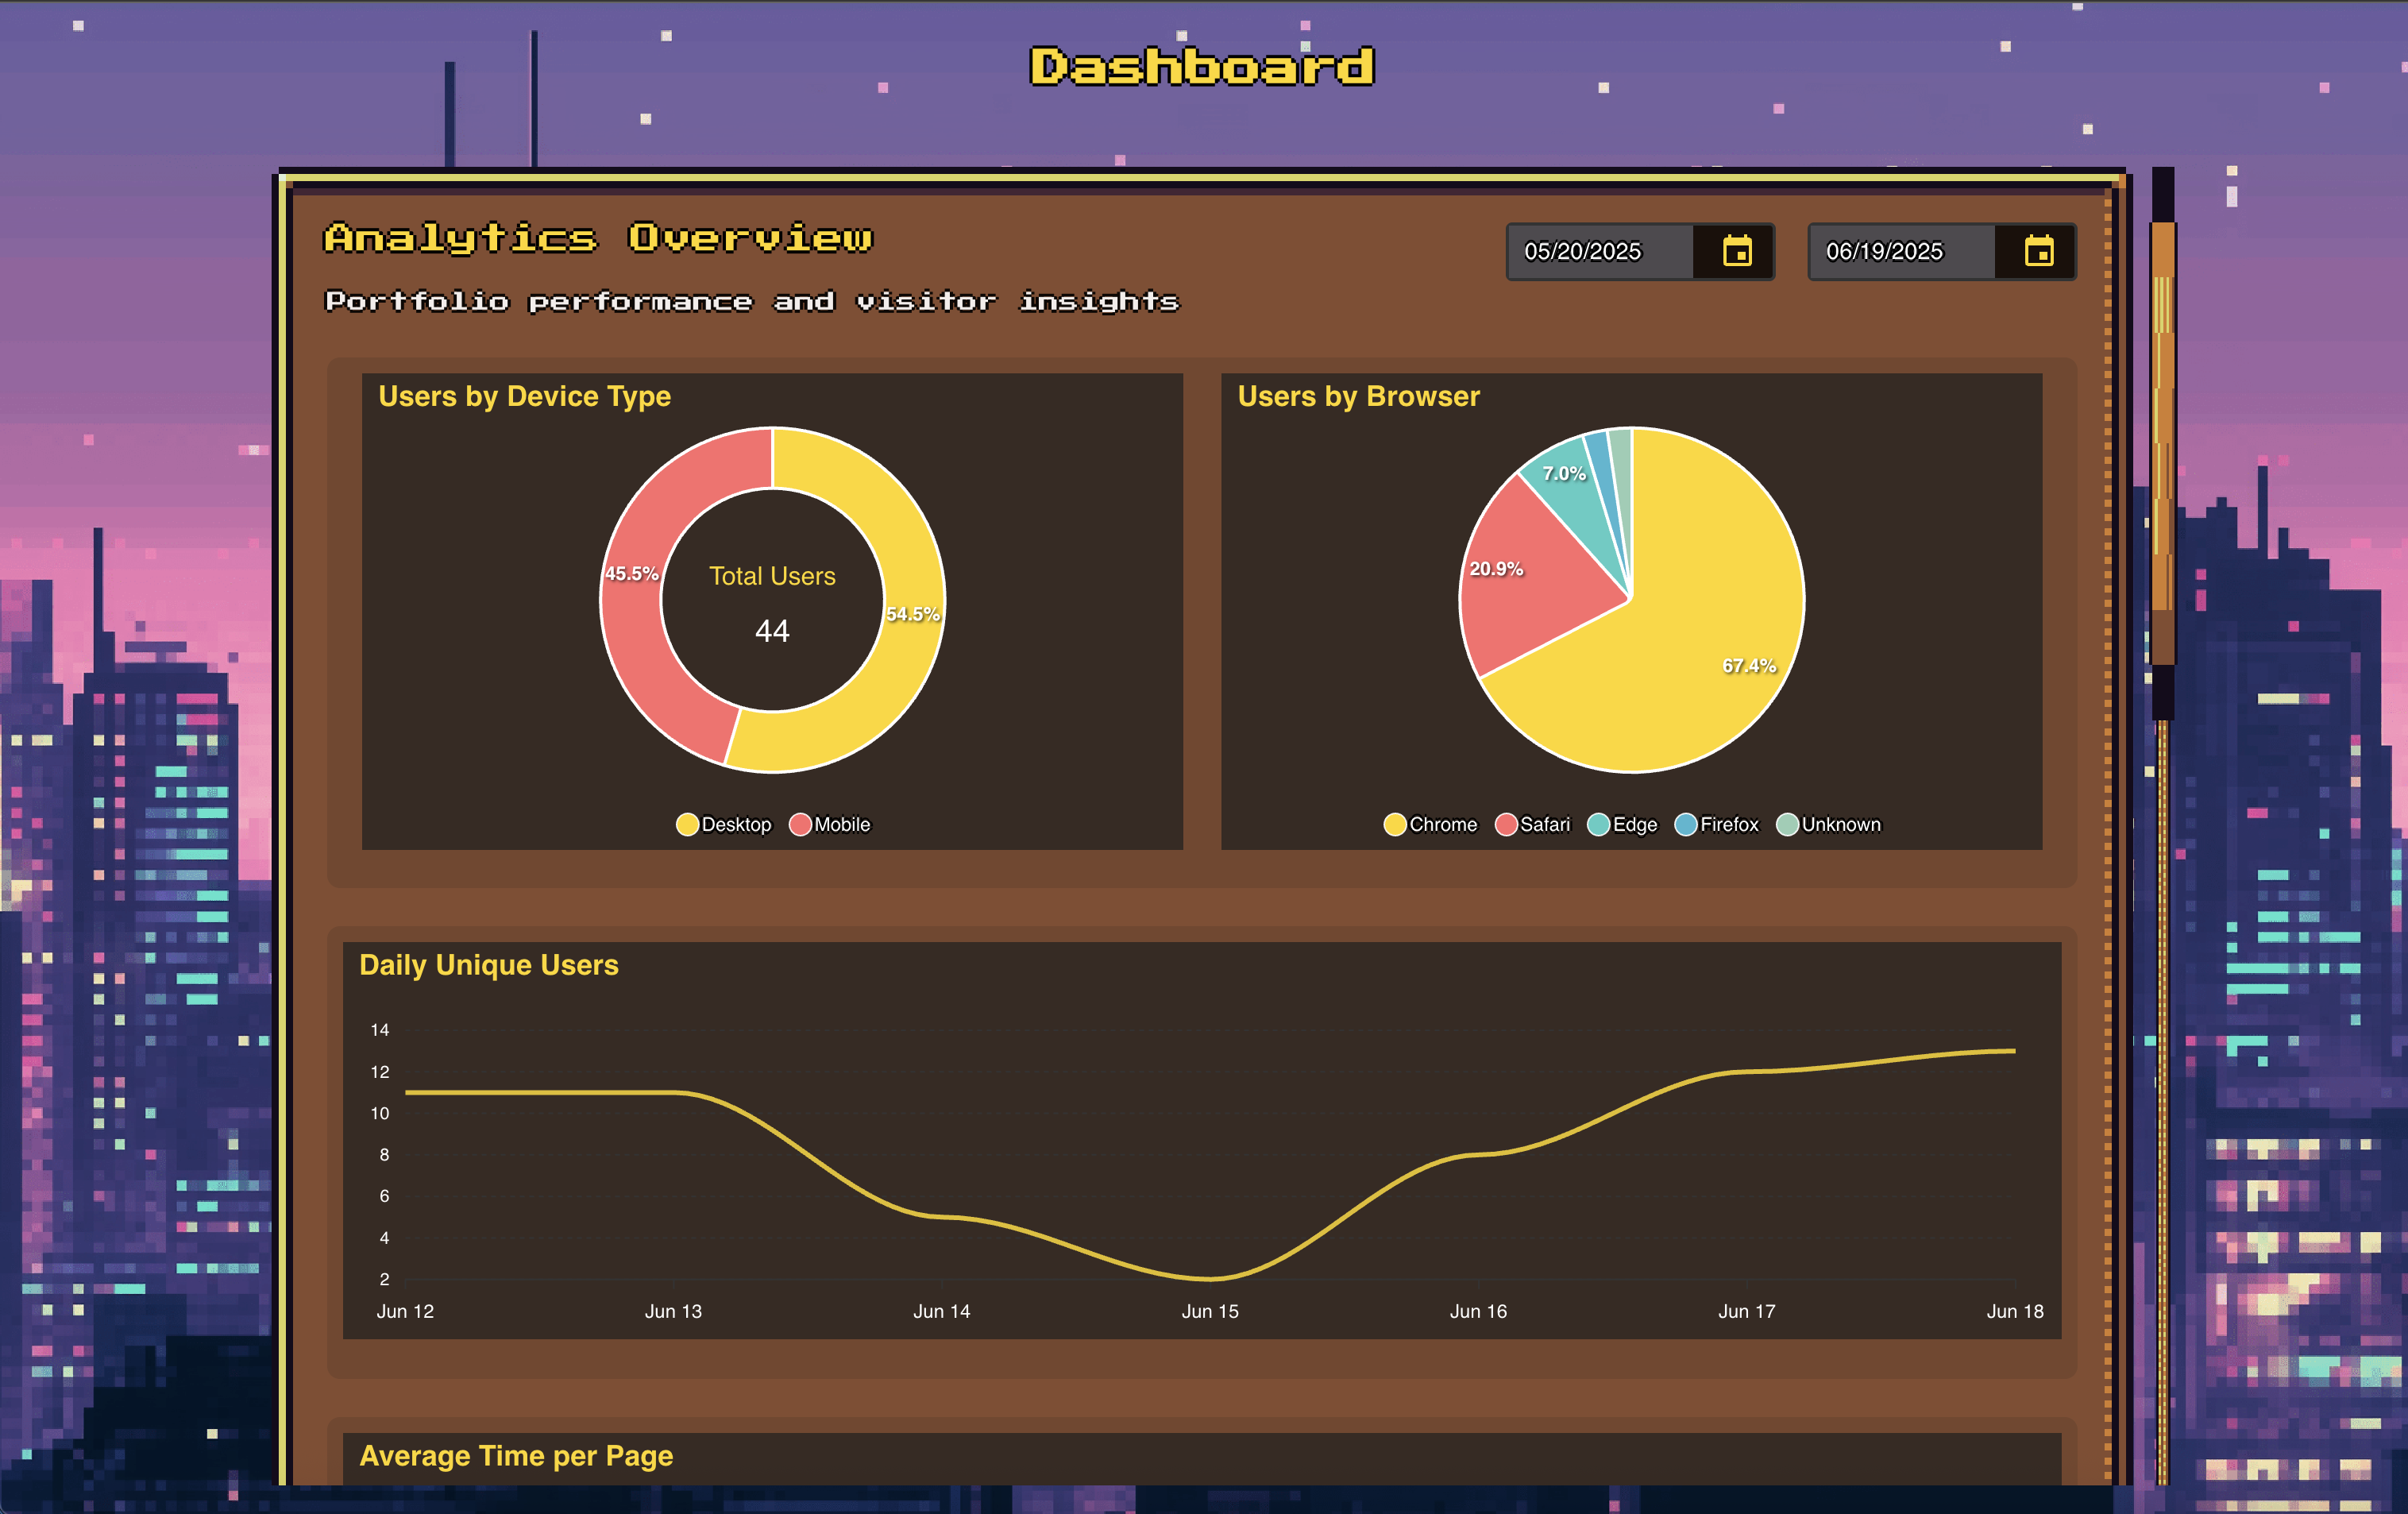 Dashboard
Analytics Overview
05/20/2025
06/19/2025
Portfolio performance and visitor insights
Users by Device Type
45.5%
Total Users
44
54.5%
Desktop Mobile
Users by Browser
7.0%
20.9%
67.4%
Chrome Safari Edge Firefox Unknown
Daily Unique Users
14
12
10
8
6
4
2
Jun 12 Jun 13 Jun 14 Jun 15 Jun 16 Jun 17 Jun 18
Average Time per Page